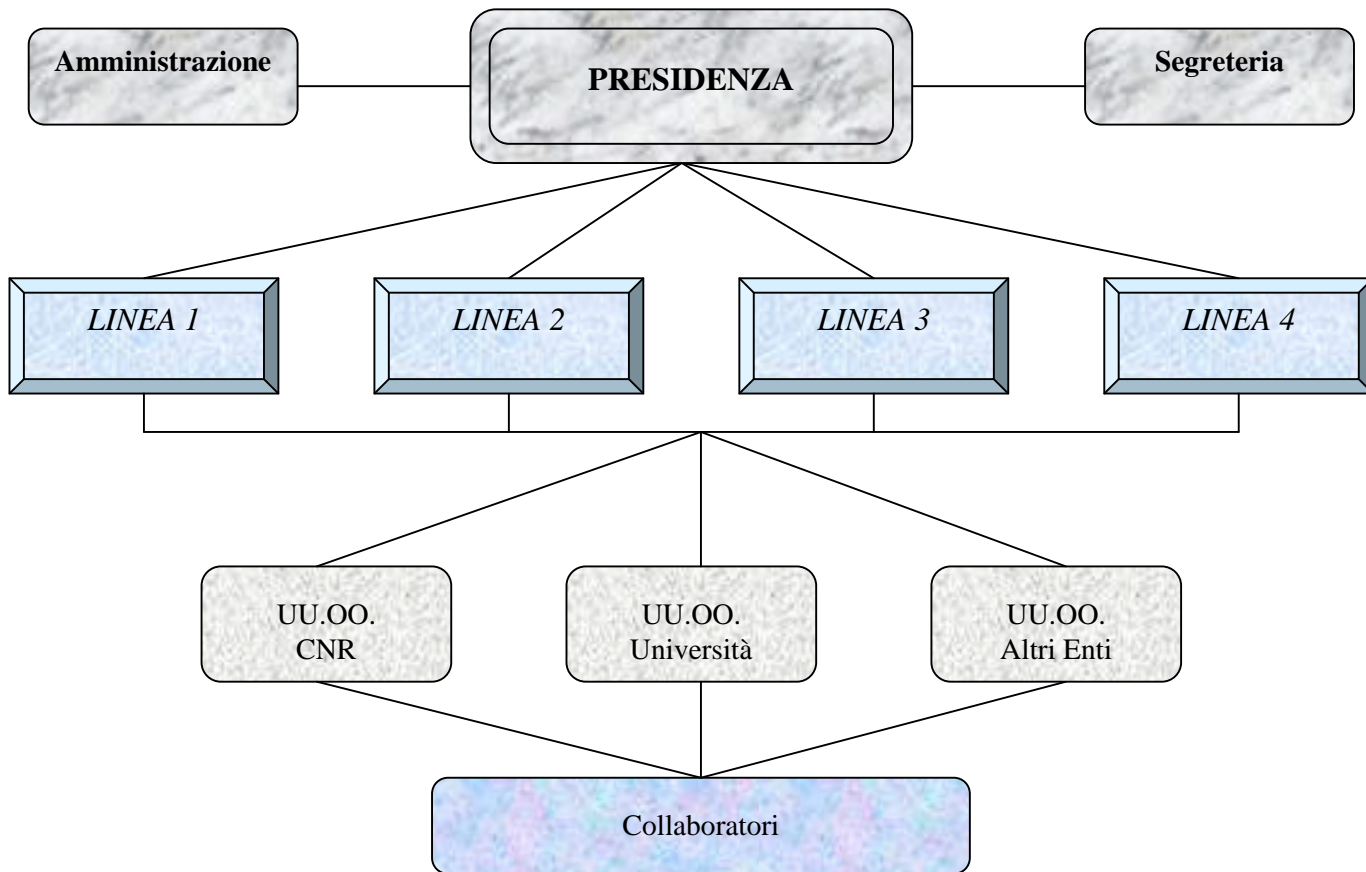 Amministrazione
PRESIDENZA
Segreteria
LINEA 1
LINEA 2
LINEA 3
LINEA 4
UU.OO.
CNR
UU.OO.
Università
UU.OO.
Altri Enti
Collaboratori